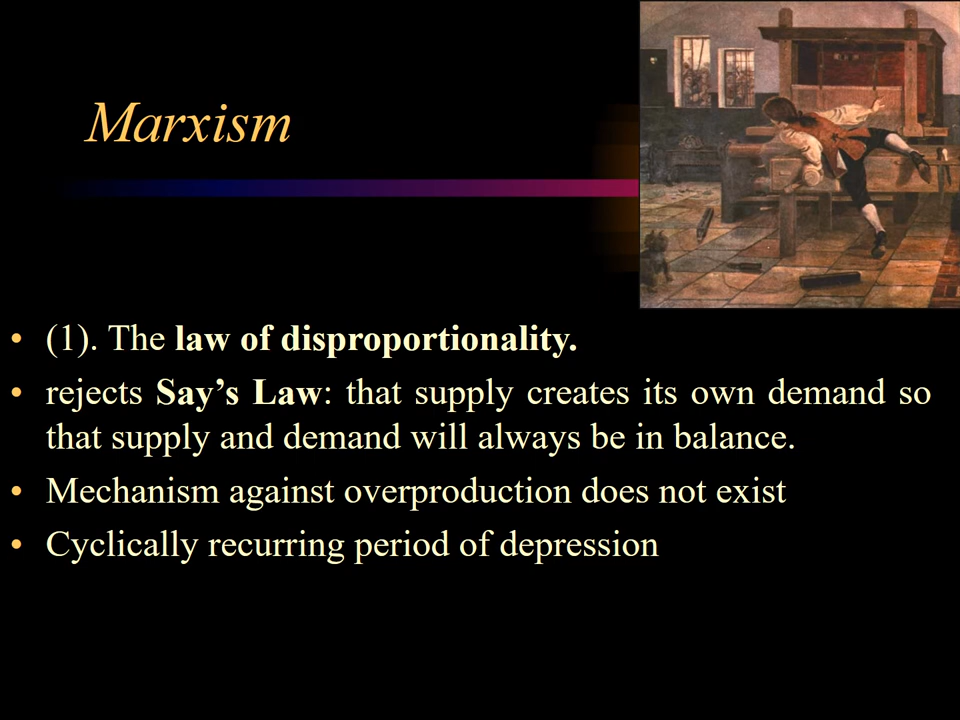 Marxism
• (1). The law of disproportionality.
• rejects Say’s Law: that supply creates its own demand so
that supply and demand will always be in balance.
• Mechanism against overproduction does not exist
• Cyclically recurring period of depression